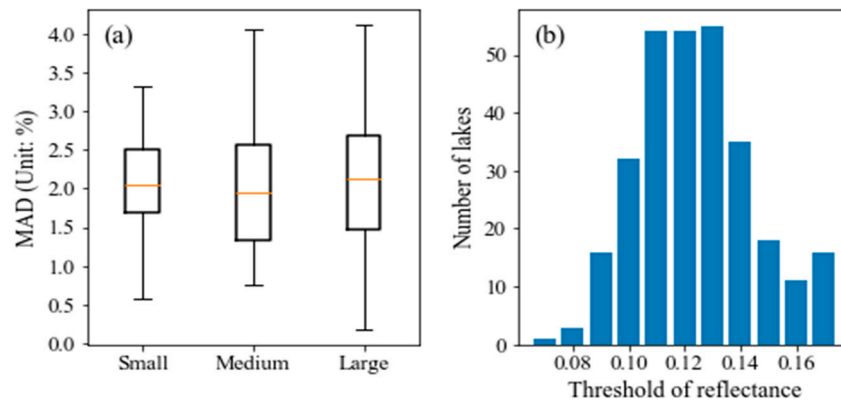 (a)
MAD (Unit: %)
4.0
3.5
3.0
2.5
2.0
1.5
1.0
0.5
0.0
Small Medium Large
(b)
Number of lakes
50
40
30
20
10
0
0.08 0.10 0.12 0.14 0.16
Threshold of reflectance